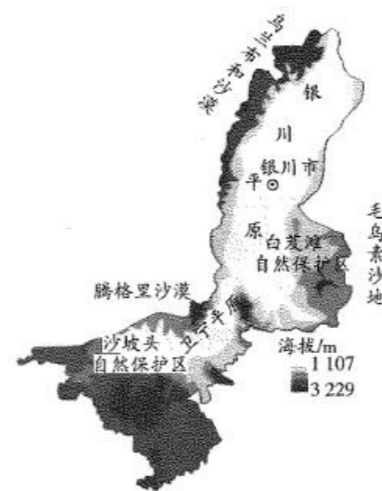 乌兰布和沙漠
银
川
银川市
平
原
白芨滩
自然保护区
毛乌素沙地
腾格里沙漠
卫宁平原
沙坡头
自然保护区
海拔/m
1 107
3 229